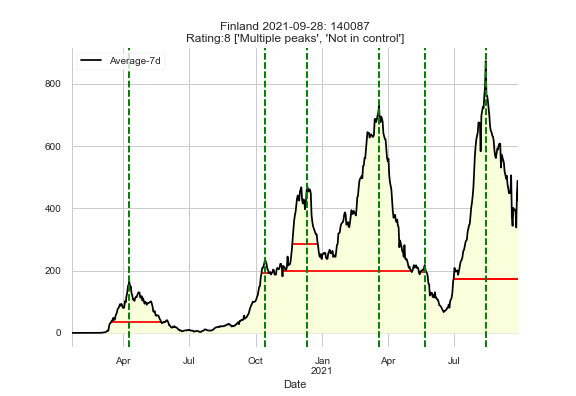 Finland 2021-09-28: 140087
Rating:8 ['Multiple peaks', 'Not in control']
Average-7d
800
600
400
200
0
Apr
Jul
Oct
Jan
2021
Apr
Jul
Date